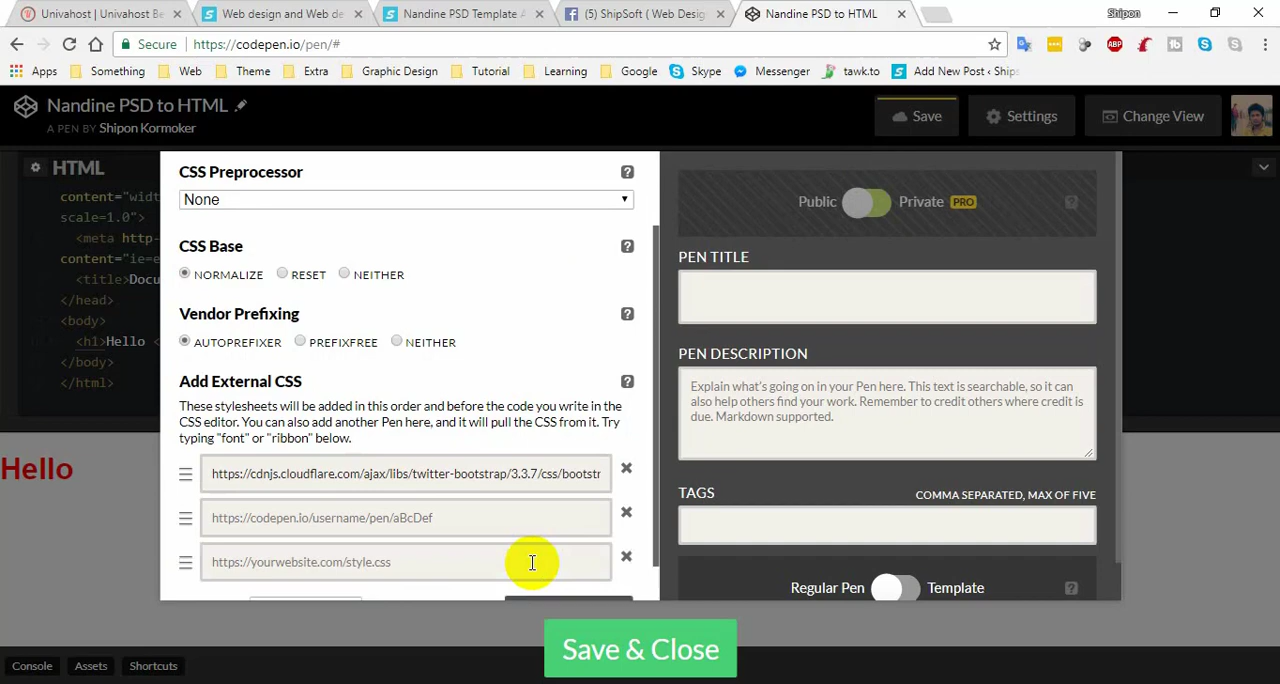 Univahost | Univahost Be
Web design and Web de
Nandine PSD Template A
(5) ShipSoft ( Web Desig
Nandine PSD to HTML
Shipon
Secure
https://codepen.io/pen/#
Apps
Something
Web
Theme
Extra
Graphic Design
Tutorial
Learning
Google
Skype
Messenger
tawk.to
Add New Post ‹ Ships
Nandine PSD to HTML
A PEN BY Shipon Kormoker
Save
Settings
Change View
HTML
content="widt
scale=1.0">
<meta http-
content="ie=e
<title>Docu
</head>
<body>
<h1>Hello <
</body>
</html>
CSS Preprocessor
?
None
CSS Base
?
NORMALIZE
RESET
NEITHER
Vendor Prefixing
?
AUTOPREFIXER
PREFIXFREE
NEITHER
Add External CSS
?
These stylesheets will be added in this order and before the code you write in the
CSS editor. You can also add another Pen here, and it will pull the CSS from it. Try
typing "font" or "ribbon" below.
https://cdnjs.cloudflare.com/ajax/libs/twitter-bootstrap/3.3.7/css/bootstr
https://codepen.io/username/pen/aBcDef
https://yourwebsite.com/style.css
Public
Private
PRO
?
PEN TITLE
PEN DESCRIPTION
Explain what's going on in your Pen here. This text is searchable, so it can
also help others find your work. Remember to credit others where credit is
due. Markdown supported.
TAGS
COMMA SEPARATED, MAX OF FIVE
Regular Pen
Template
?
Hello
Save & Close
Console
Assets
Shortcuts